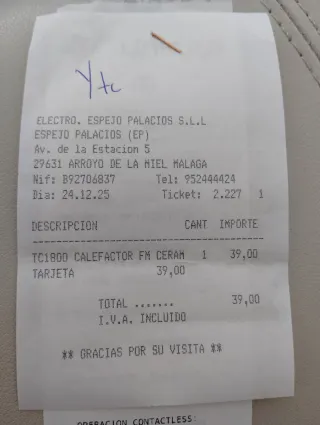 Ytc
ELECTRO. ESPEJO PALACIOS S.L.L
ESPEJO PALACIOS (EP)
Av. de la Estacion 5
29631 ARROYO DE LA MIEL MALAGA
Nif: B92706837 Tel: 952444424
Dia: 24.12.25 Ticket: 2.227 1
DESCRIPCION CANT IMPORTE
TC1800 CALEFACTOR FM CERAM 1 39,00
TARJETA 39,00
TOTAL ....... 39,00
I.V.A. INCLUIDO
** GRACIAS POR SU VISITA **
OPERACION CONTACTLESS: